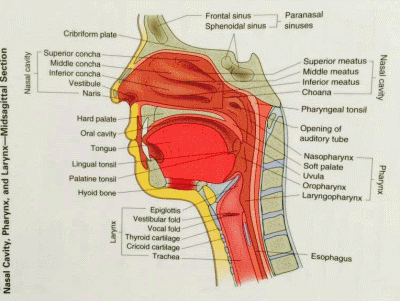 Nasal Cavity, Pharynx, and Larynx—Midsagittal Section
Frontal sinus
Sphenoidal sinus
Paranasal
sinuses
Cribriform plate
Nasal cavity
Superior concha
Middle concha
Inferior concha
Vestibule
Naris
Hard palate
Oral cavity
Tongue
Lingual tonsil
Palatine tonsil
Hyoid bone
Larynx
Epiglottis
Vestibular fold
Vocal fold
Thyroid cartilage
Cricoid cartilage
Trachea
Superior meatus
Middle meatus
Inferior meatus
Choana
Nasal
cavity
Pharyngeal tonsil
Opening of
auditory tube
Nasopharynx
Soft palate
Uvula
Oropharynx
Laryngopharynx
Pharynx
Esophagus